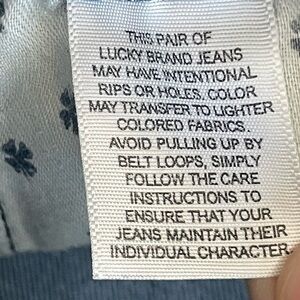 THIS PAIR OF
LUCKY BRAND JEANS
MAY HAVE INTENTIONAL
RIPS OR HOLES. COLOR
MAY TRANSFER TO LIGHTER
COLORED FABRICS.
AVOID PULLING UP BY
BELT LOOPS, SIMPLY
FOLLOW THE CARE
INSTRUCTIONS TO
ENSURE THAT YOUR
JEANS MAINTAIN THEIR
INDIVIDUAL CHARACTER